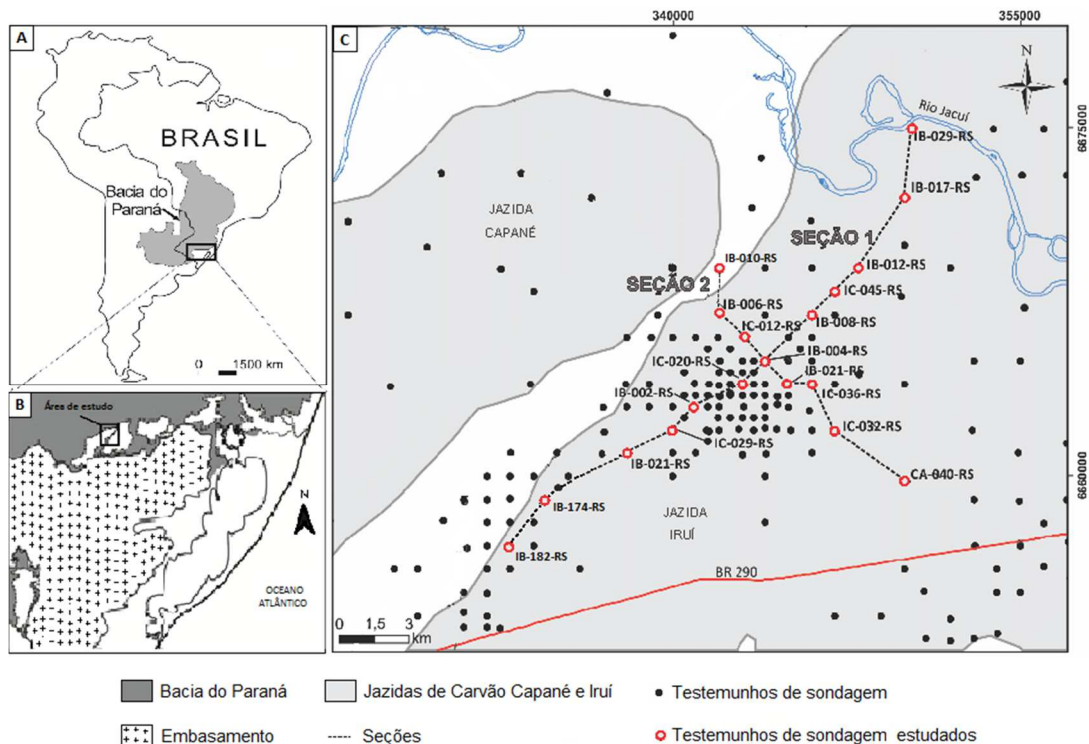 A
BRASIL
Bacia do
Paraná
0 1500 km
B
Área de estudo
N
OCEANO
ATLÂNTICO
C
340000
355000
N
Rio Jacuí
6675000
IB-029-RS
IB-017-RS
JAZIDA
CAPANÉ
SEÇÃO 1
IB-010-RS
IB-012-RS
SEÇÃO 2
IC-045-RS
IB-006-RS
IC-012-RS
IB-008-RS
IB-004-RS
IC-020-RS
IB-021-RS
IB-002-RS
IC-036-RS
IC-032-RS
IC-029-RS
IB-021-RS
CA-040-RS
6660000
IB-174-RS
JAZIDA
IRUÍ
IB-182-RS
BR 290
0 1,5 3
km
Bacia do Paraná
Jazidas de Carvão Capané e Iruí
Testemunhos de sondagem
Embasamento
Seções
Testemunhos de sondagem estudados